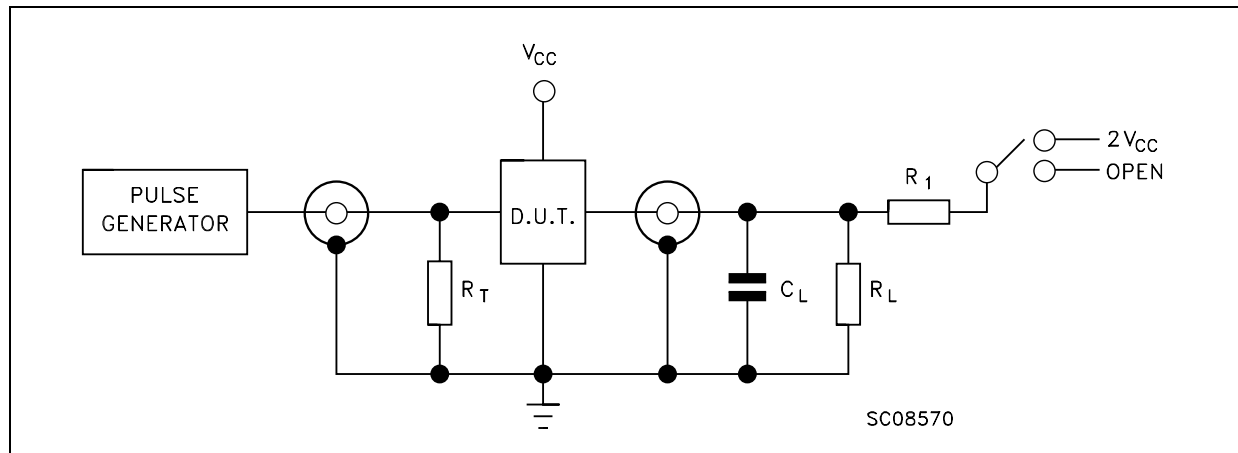 VCC
2VCC
OPEN
R1
PULSE
GENERATOR
D.U.T.
RT
CL
RL
SC08570